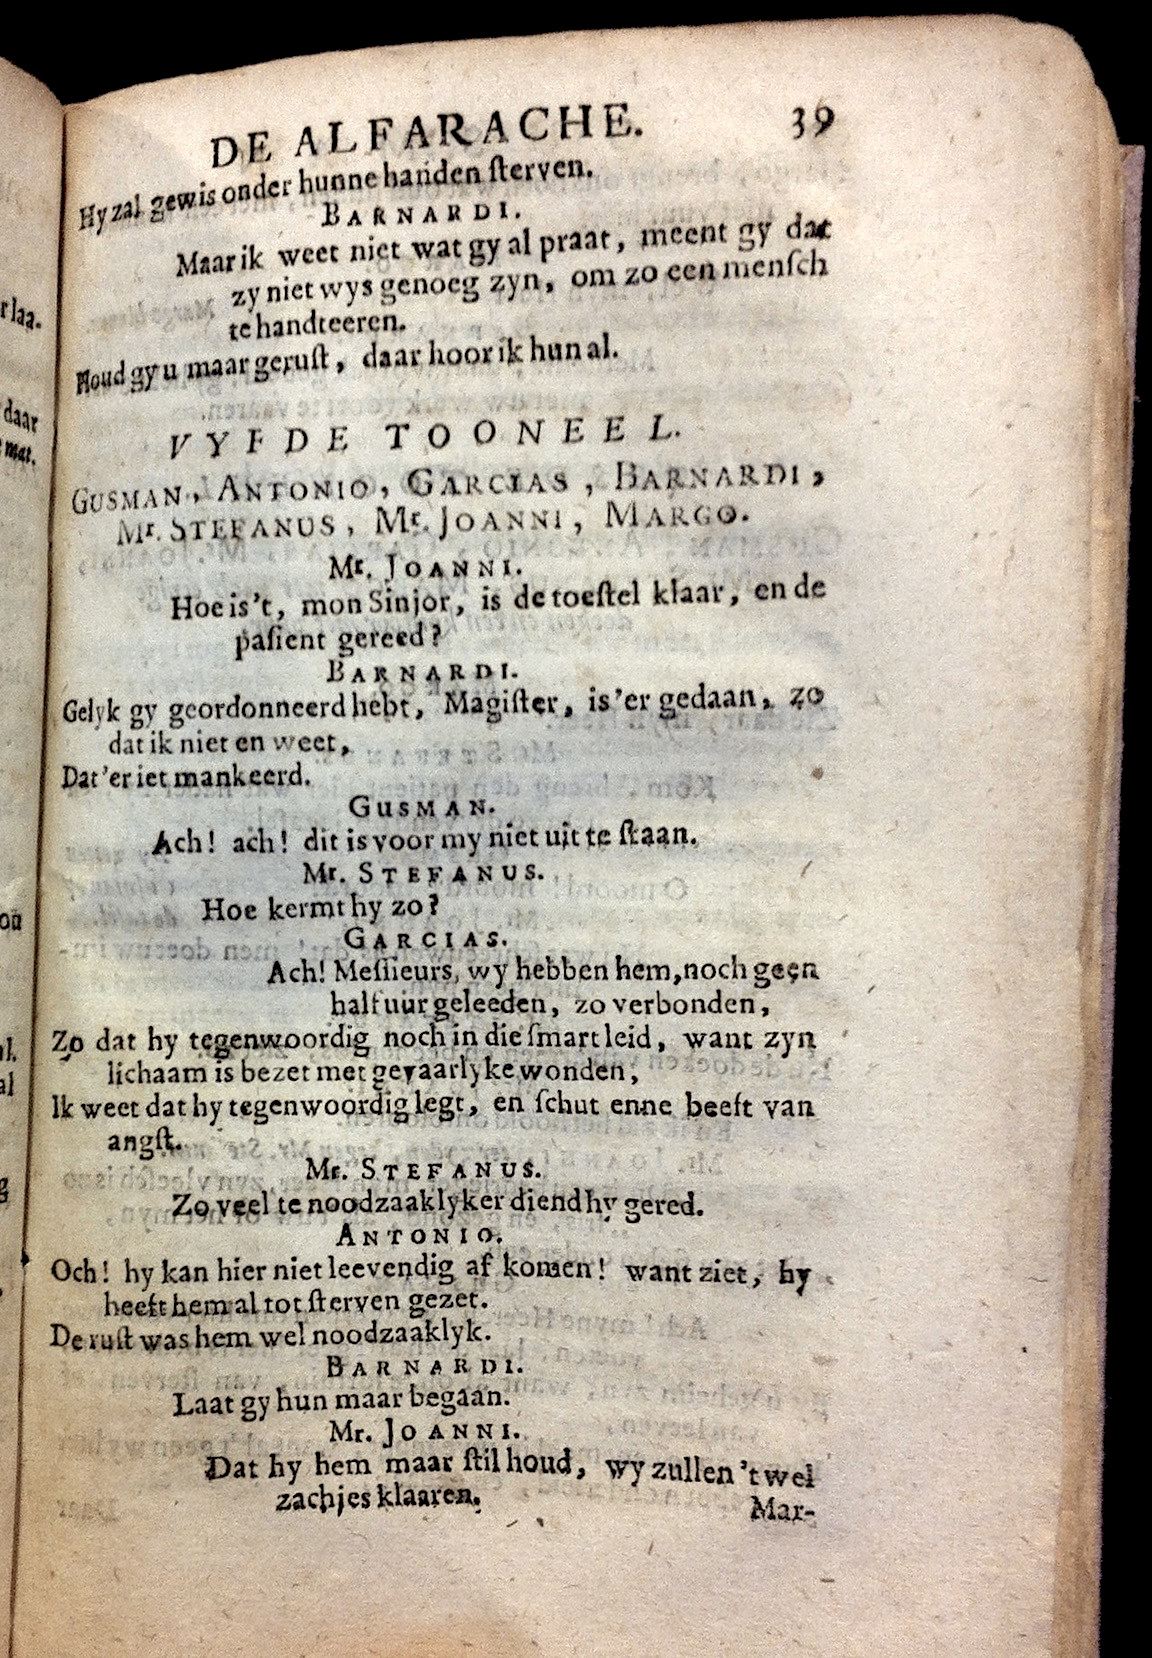 DE ALFARACHE. 39
Hy zal gewis onder hunne handen ſterven.
BARNARDI.
Maar ik weet niet wat gy al praat, meent gy dat
zy niet wys genoeg zyn, om zo een menſch
te handteeren.
Houd gy u maar geruſt, daar hoor ik hun al.
VYFDE TOONEEL.
GUSMAN, ANTONIO, GARCIAS, BARNARDI,
Mr. STEFANUS, Mr. JOANNI, MARGO.
Mr. JOANNI.
Hoe is't, mon Sinjor, is de toeſtel klaar, en de
paſient gereed?
BARNARDI.
Gelyk gy geordonneerd hebt, Magiſter, is 'er gedaan, zo
dat ik niet en weet,
Dat 'er iet mankeerd.
GUSMAN.
Ach! ach! dit is voor my niet uit te ſtaan.
Mr. STEFANUS.
Hoe kermt hy zo?
GARCIAS.
Ach! Meſſieurs, wy hebben hem, noch geen
half uur geleeden, zo verbonden,
Zo dat hy tegenwoordig noch in die ſmart leid, want zyn
lichaam is bezet met gevaarlyke wonden,
Ik weet dat hy tegenwoordig legt, en ſchut enne beeft van
angſt.
Mr. STEFANUS.
Zo veel te noodzaaklyker diend hy gered.
ANTONIO.
Och! hy kan hier niet leevendig af komen! want ziet, hy
heeft hem al tot ſterven gezet.
De ruſt was hem wel noodzaaklyk.
BARNARDI.
Laat gy hun maar begaan.
Mr. JOANNI.
Dat hy hem maar ſtil houd, wy zullen 't wel
zachjes klaaren.
Mar-